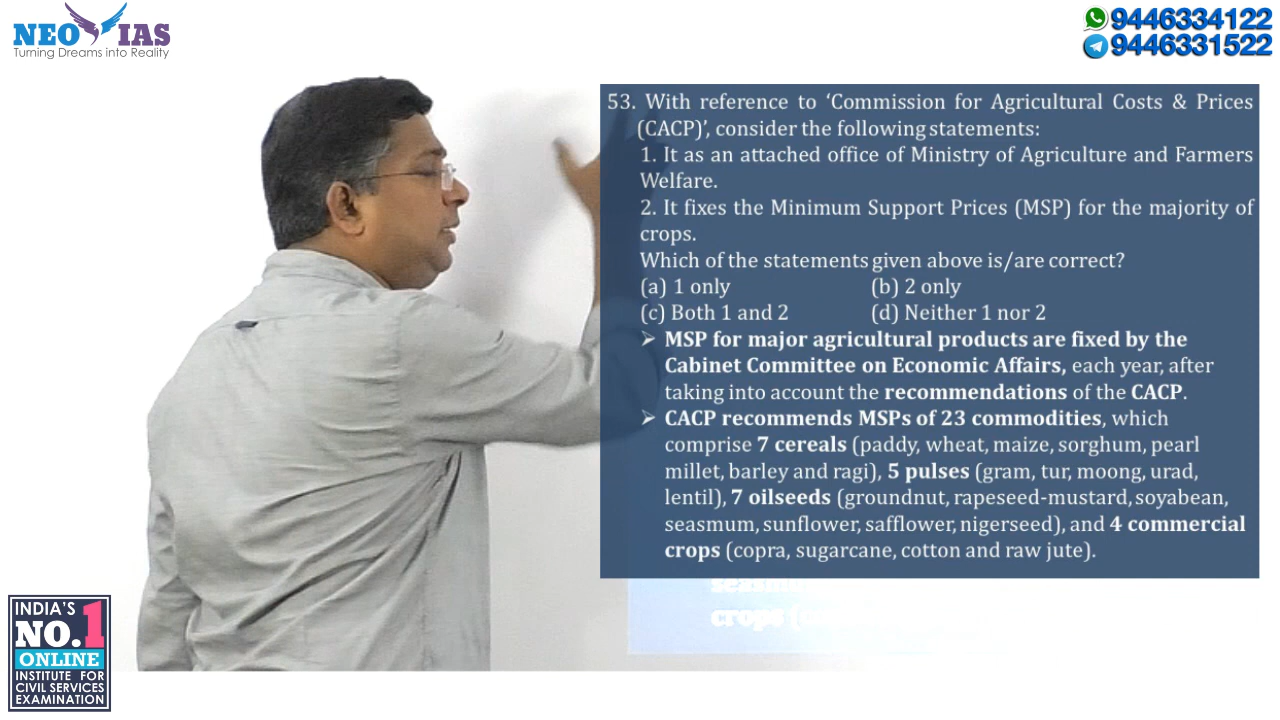 NEO IAS
Turning Dreams into Reality
9446334122
9446331522
53. With reference to ‘Commission for Agricultural Costs & Prices
(CACP)’, consider the following statements:
1. It as an attached office of Ministry of Agriculture and Farmers
Welfare.
2. It fixes the Minimum Support Prices (MSP) for the majority of
crops.
Which of the statements given above is/are correct?
(a) 1 only (b) 2 only
(c) Both 1 and 2 (d) Neither 1 nor 2
➢ MSP for major agricultural products are fixed by the
Cabinet Committee on Economic Affairs, each year, after
taking into account the recommendations of the CACP.
➢ CACP recommends MSPs of 23 commodities, which
comprise 7 cereals (paddy, wheat, maize, sorghum, pearl
millet, barley and ragi), 5 pulses (gram, tur, moong, urad,
lentil), 7 oilseeds (groundnut, rapeseed-mustard, soyabean,
seasmum, sunflower, safflower, nigerseed), and 4 commercial
crops (copra, sugarcane, cotton and raw jute).
crops
INDIA'S
NO.1
ONLINE
INSTITUTE FOR
CIVIL SERVICES
EXAMINATION